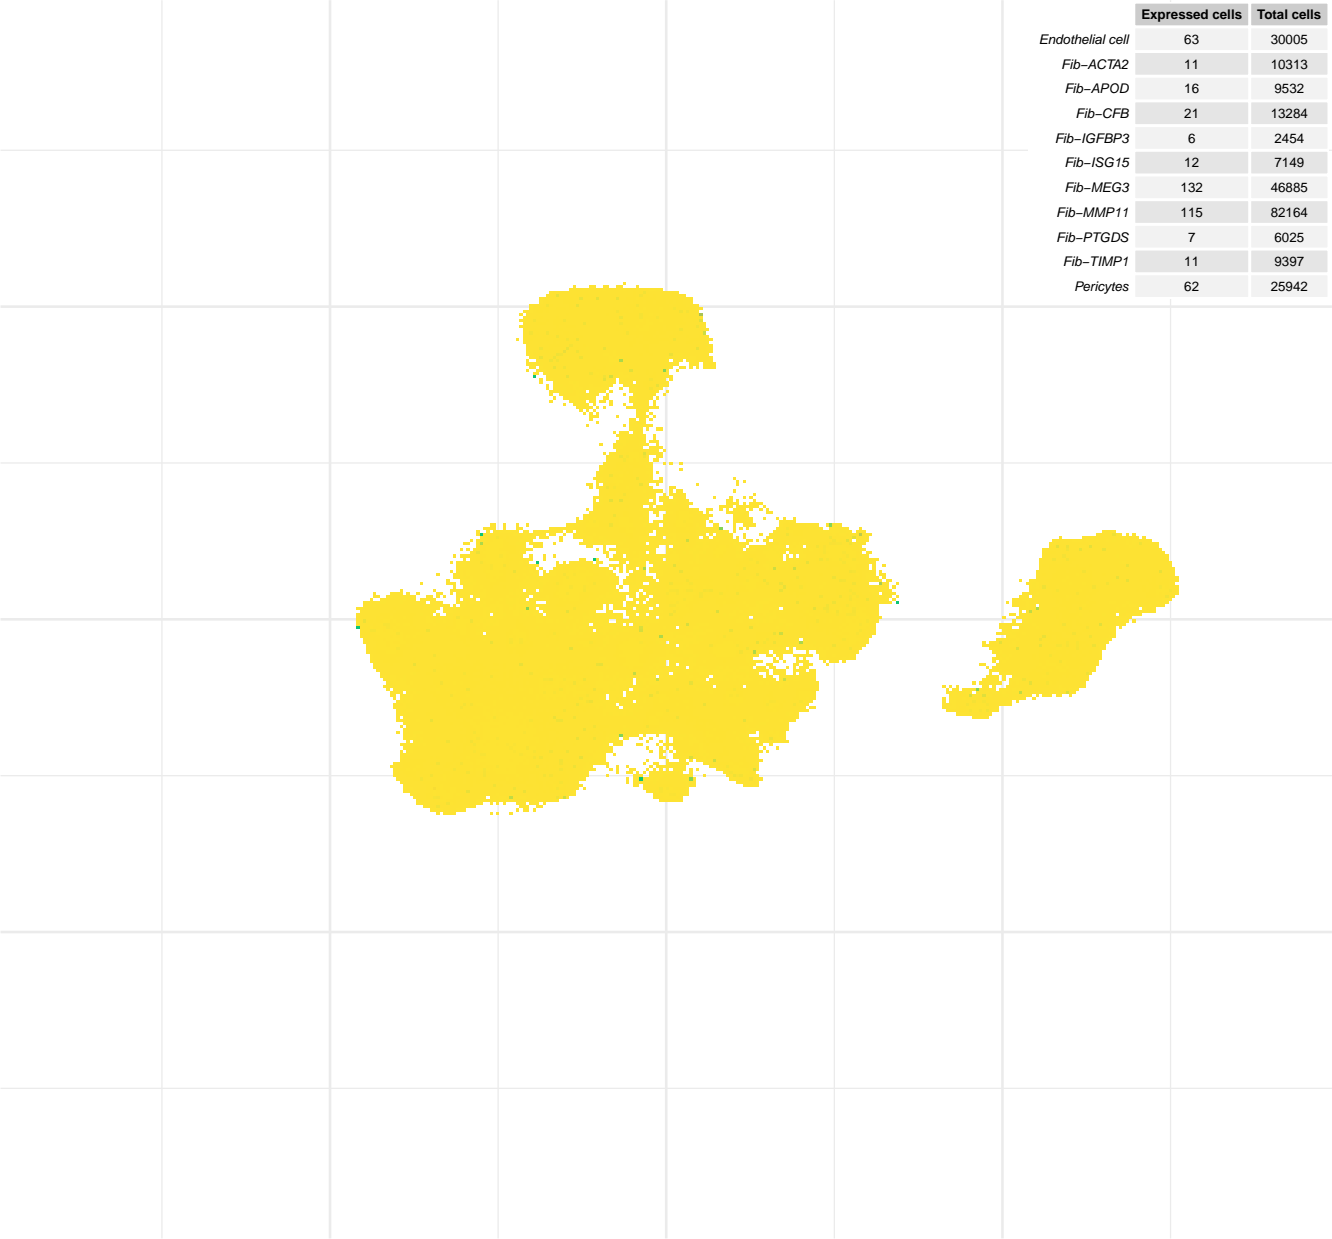 Expressed cells Total cells
Endothelial cell 63 30005
Fib−ACTA2 11 10313
Fib−APOD 16 9532
Fib−CFB 21 13284
Fib−IGFBP3 6 2454
Fib−ISG15 12 7149
Fib−MEG3 132 46885
Fib−MMP11 115 82164
Fib−PTGDS 7 6025
Fib−TIMP1 11 9397
Pericytes 62 25942